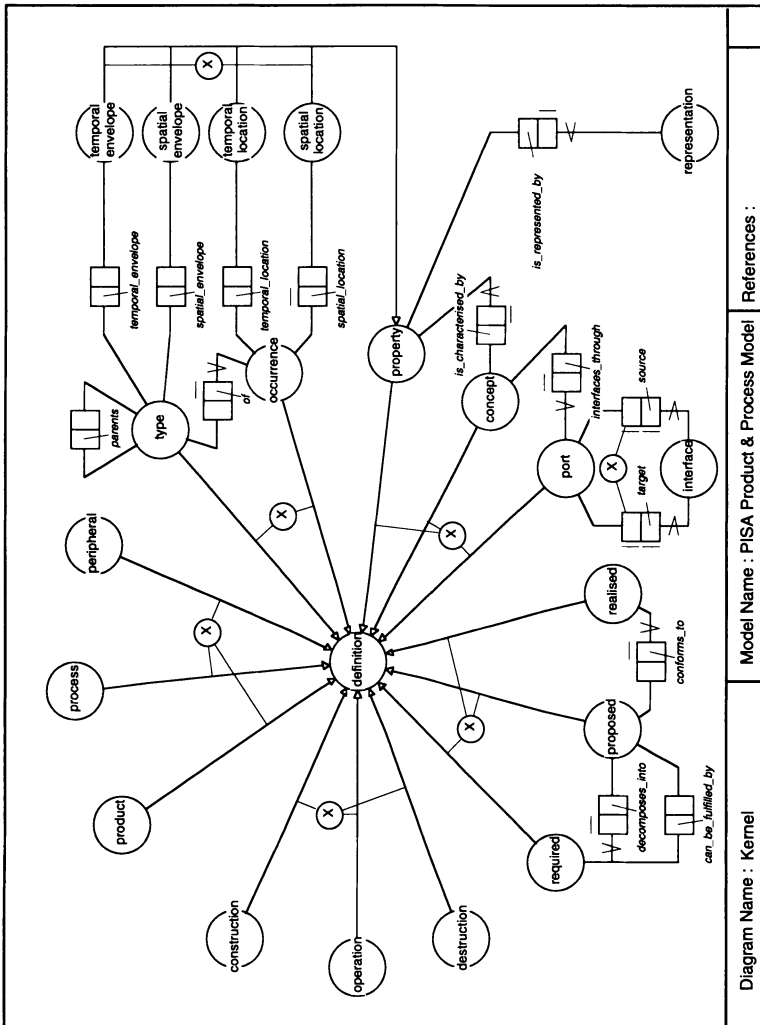 construction
operation
destruction
product
process
peripheral
X
X
definition
required
proposed
realised
decomposes_into
can_be_fulfilled_by
conforms_to
X
type
parents
of
occurrence
X
temporal_envelope
spatial_envelope
temporal_location
spatial_location
temporal
envelope
spatial
envelope
temporal
location
spatial
location
X
property
is_characterised_by
concept
interfaces_through
port
X
target
source
X
interface
is_represented_by
representation
Diagram Name : Kernel
Model Name : PISA Product & Process Model
References :